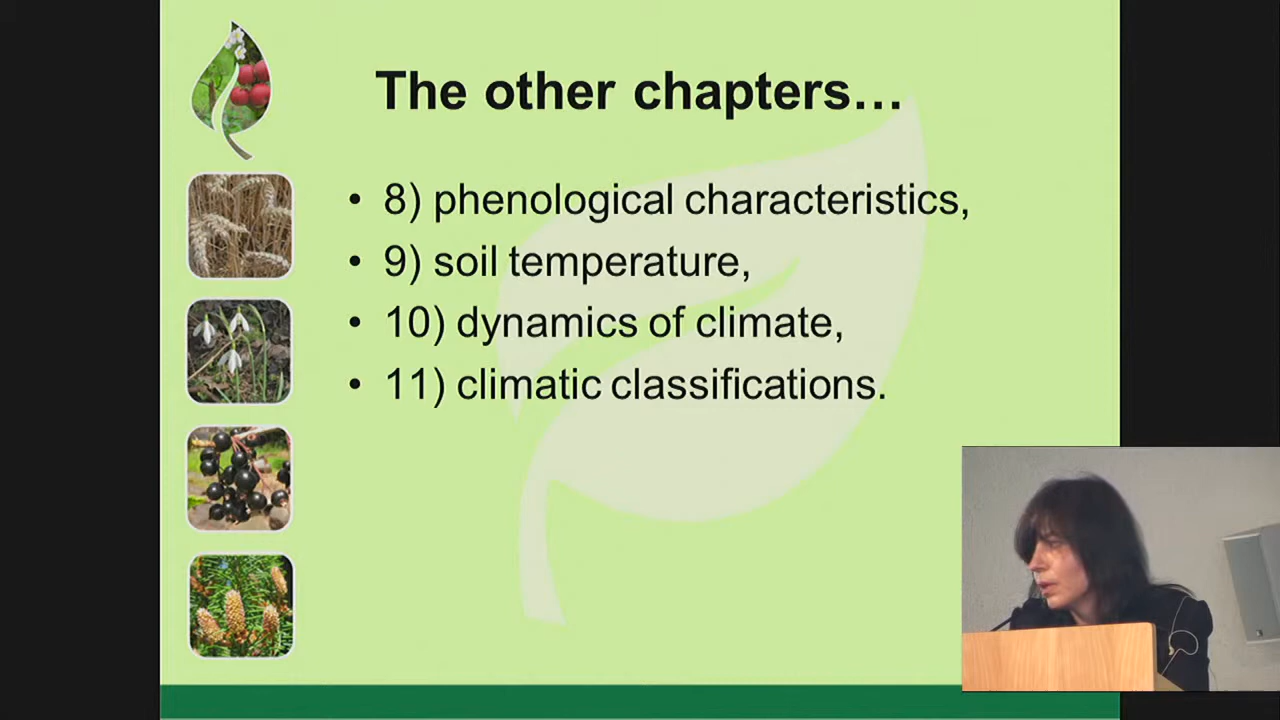 The other chapters…
• 8) phenological characteristics,
• 9) soil temperature,
• 10) dynamics of climate,
• 11) climatic classifications.